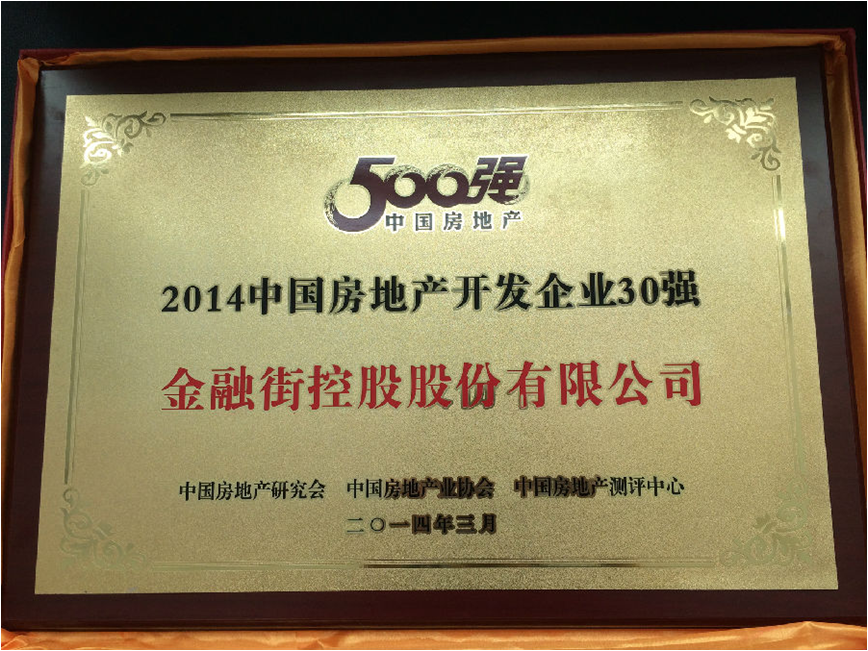 500强
中国房地产
2014中国房地产开发企业30强
金融街控股股份有限公司
中国房地产研究会 中国房地产业协会 中国房地产测评中心
二〇一四年三月